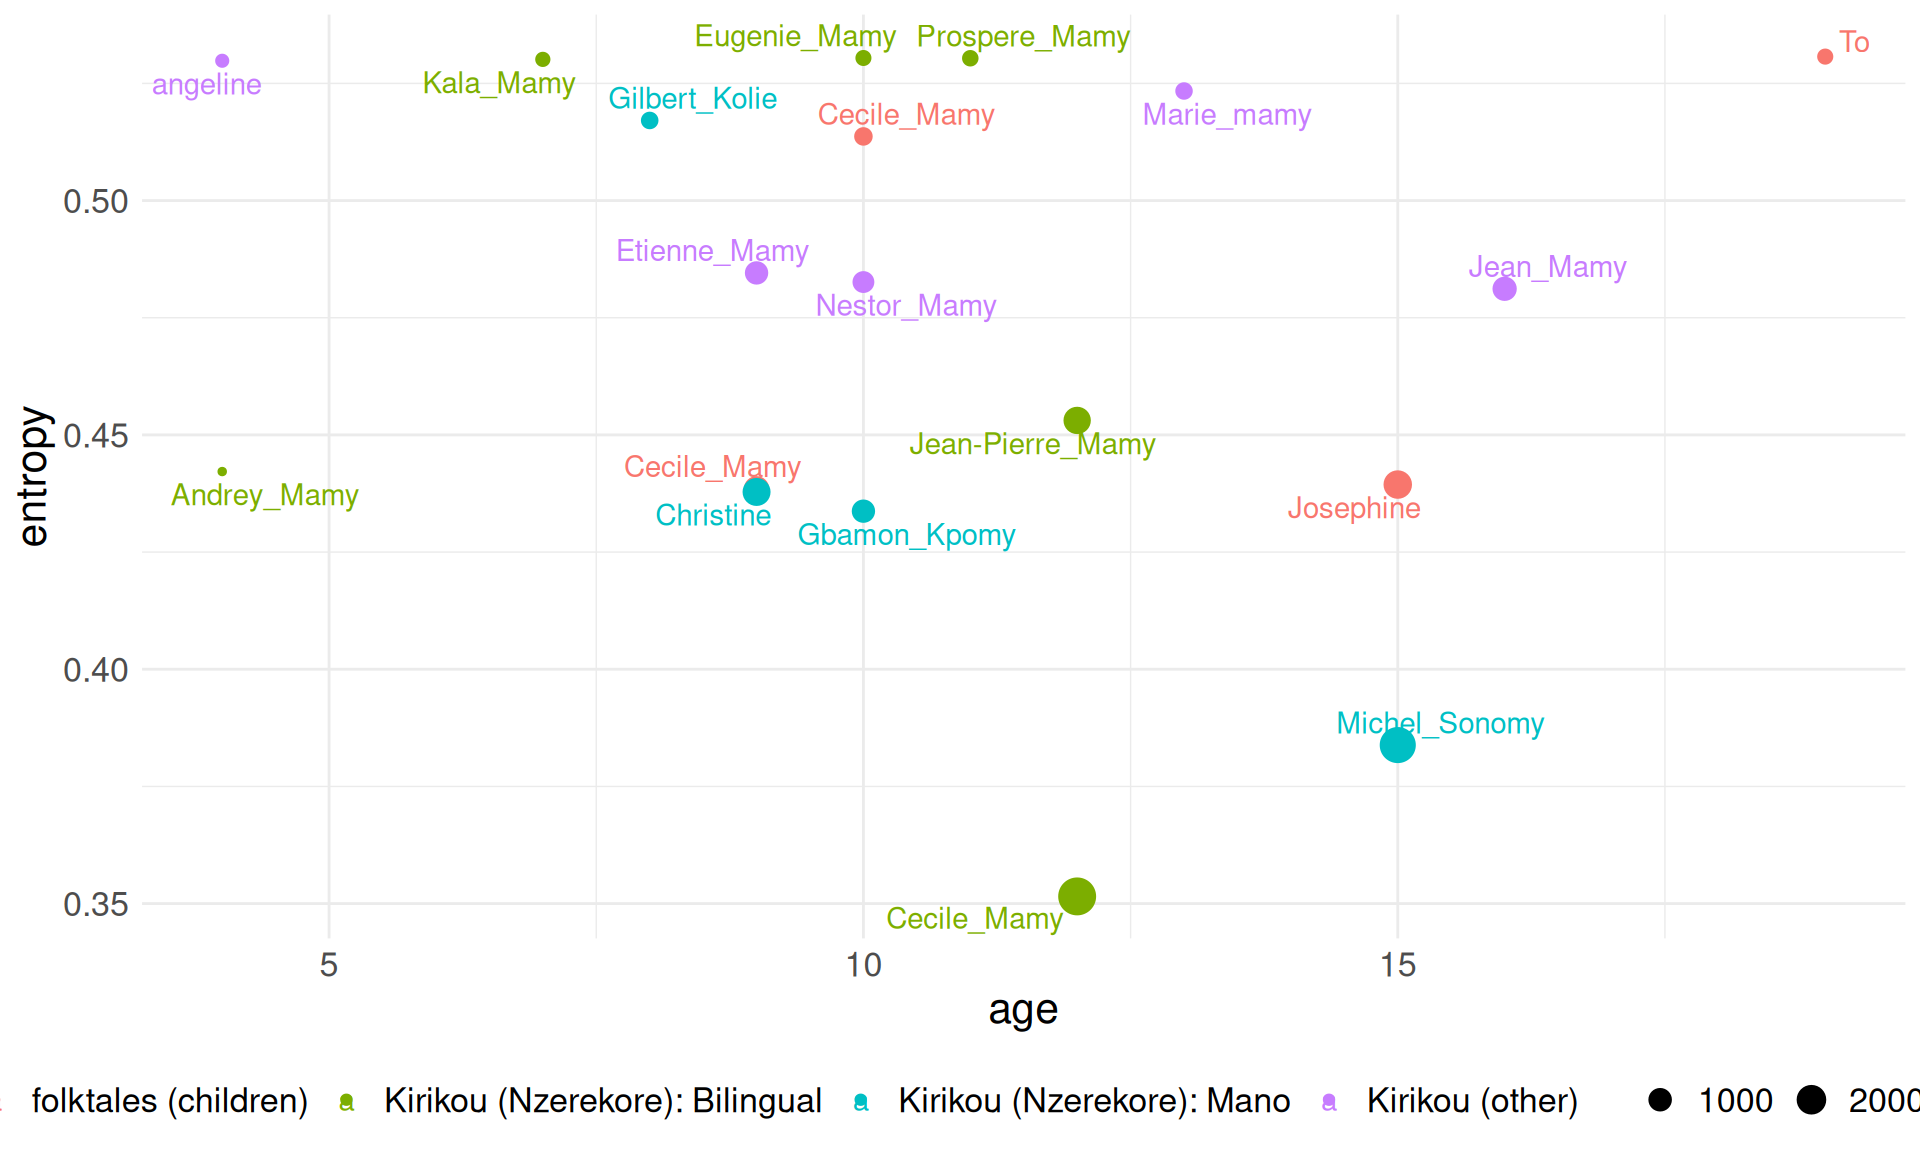 Eugenie_Mamy Prospere_Mamy To
angeline Kala_Mamy
Gilbert_Kolie Cecile_Mamy Marie_mamy
0.50
Etienne_Mamy Jean_Mamy
Nestor_Mamy
0.45 Jean-Pierre_Mamy
Cecile_Mamy
Andrey_Mamy Christine Josephine
Gbamon_Kpomy
entropy
0.40
Michel_Sonomy
0.35
Cecile_Mamy
5 10 15
age
folktales (children) a Kirikou (Nzerekore): Bilingual a Kirikou (Nzerekore): Mano a Kirikou (other) 1000 2000